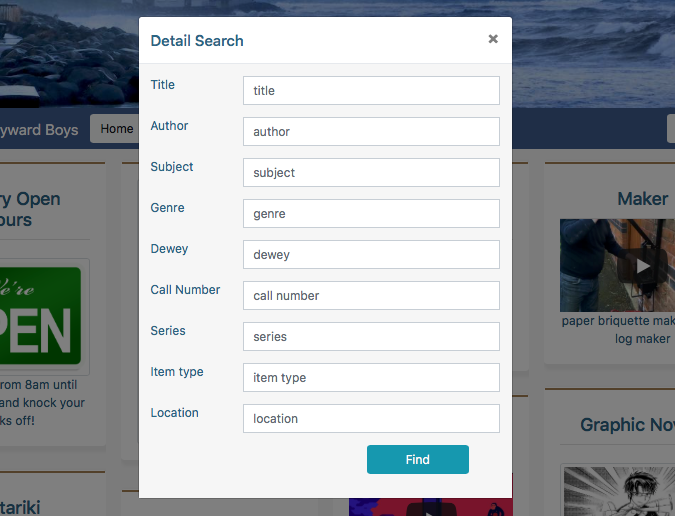 Detail Search
×
Title
title
Author
author
Subject
subject
Genre
genre
Dewey
dewey
Call Number
call number
Series
series
Item type
item type
Location
location
Find
yward Boys
Home
ry Open
ours
We're
PEN
rom 8am until
and knock your
ks off!
tariki
Maker
paper briquette mak
log maker
Graphic Nov